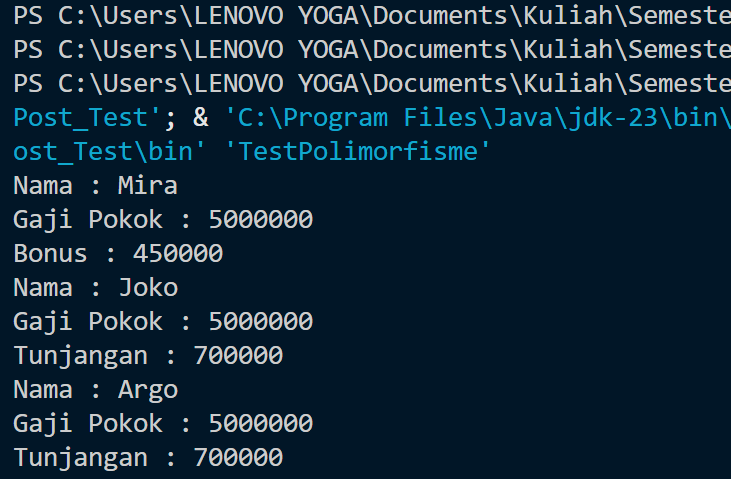 PS C:\Users\LENOVO YOGA\Documents\Kuliah\Semeste
PS C:\Users\LENOVO YOGA\Documents\Kuliah\Semeste
PS C:\Users\LENOVO YOGA\Documents\Kuliah\Semeste
Post_Test'; & 'C:\Program Files\Java\jdk-23\bin\
ost_Test\bin' 'TestPolimorfisme'
Nama : Mira
Gaji Pokok : 5000000
Bonus : 450000
Nama : Joko
Gaji Pokok : 5000000
Tunjangan : 700000
Nama : Argo
Gaji Pokok : 5000000
Tunjangan : 700000